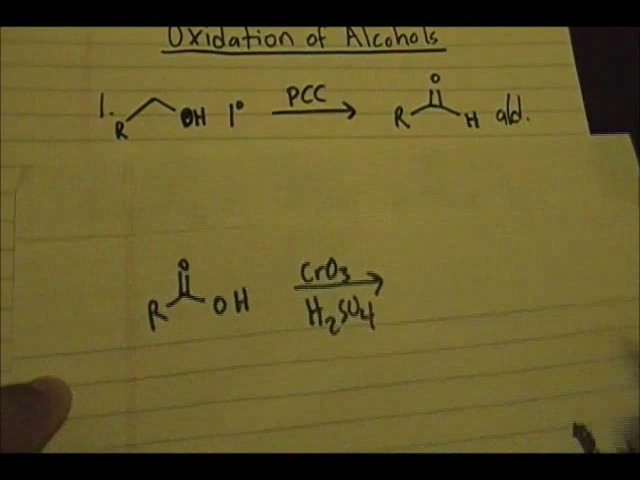 Oxidation of Alcohols
1. R OH 1° PCC R O H ald.
R O OH CrO3
H2SO4